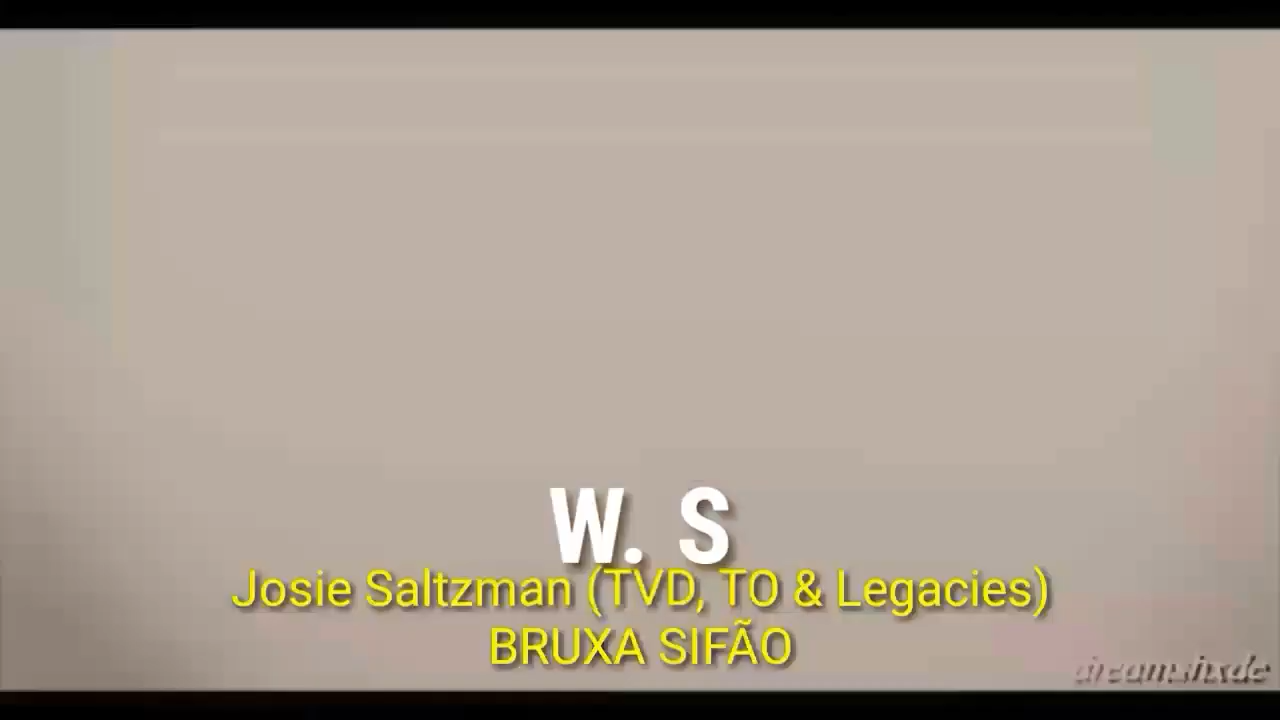 W. S
Josie Saltzman (TVD, TO & Legacies)
BRUXA SIFÃO